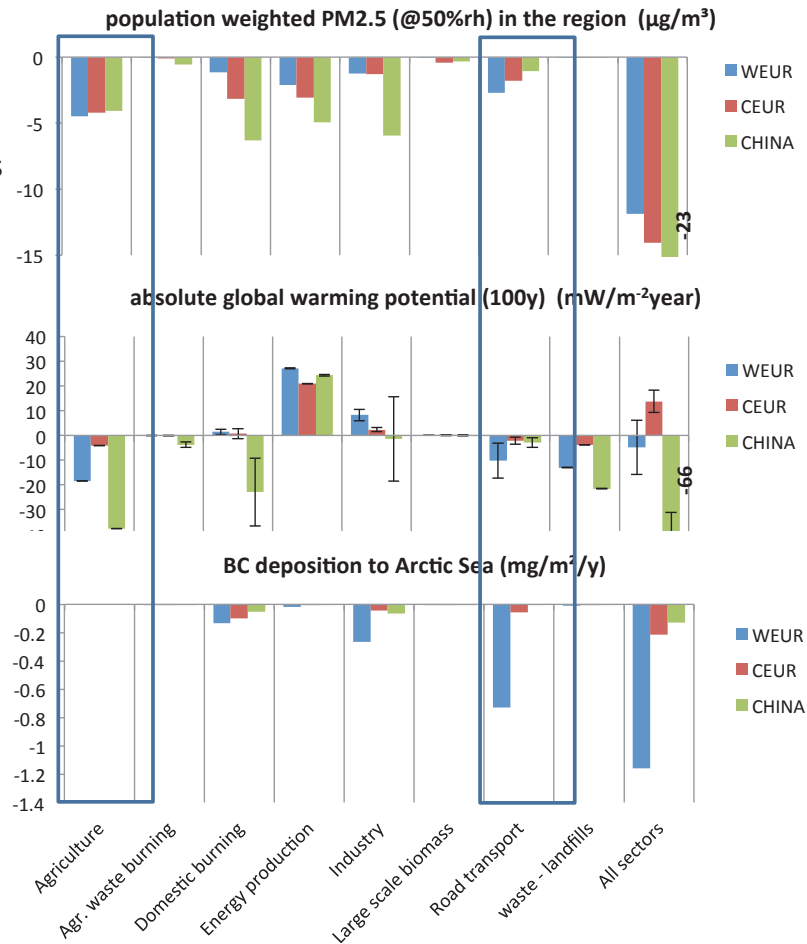 population weighted PM2.5 (@50%rh) in the region (µg/m³)
0
-5
-10
-15
s
-23
WEUR
CEUR
CHINA
absolute global warming potential (100y) (mW/m⁻²year)
40
30
20
10
0
-10
-20
-30
-66
WEUR
CEUR
CHINA
BC deposition to Arctic Sea (mg/m²/y)
0
-0.2
-0.4
-0.6
-0.8
-1
-1.2
-1.4
WEUR
CEUR
CHINA
Agriculture
Agr. waste burning
Domestic burning
Energy production
Industry
Large scale biomass
Road transport
waste - landfills
All sectors